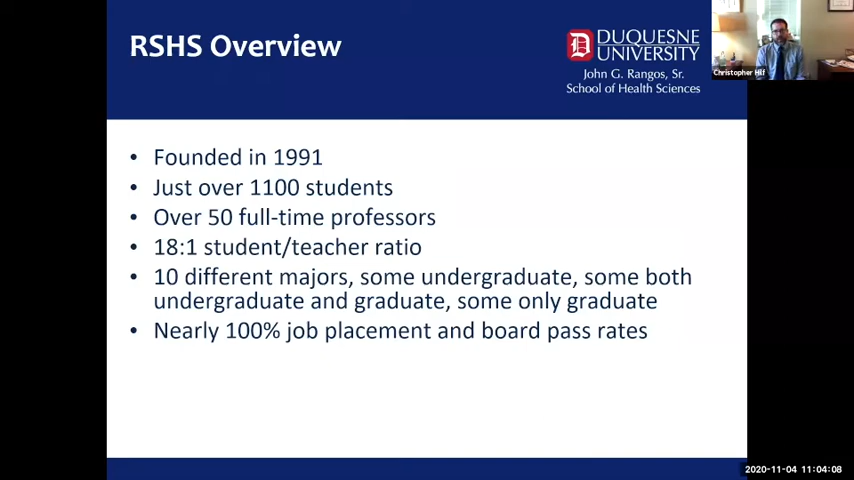 RSHS Overview
DUQUESNE
UNIVERSITY
John G. Rangos, Sr.
School of Health Sciences
Christopher Hilf
• Founded in 1991
• Just over 1100 students
• Over 50 full-time professors
• 18:1 student/teacher ratio
• 10 different majors, some undergraduate, some both
undergraduate and graduate, some only graduate
• Nearly 100% job placement and board pass rates
2020-11-04 11:04:08